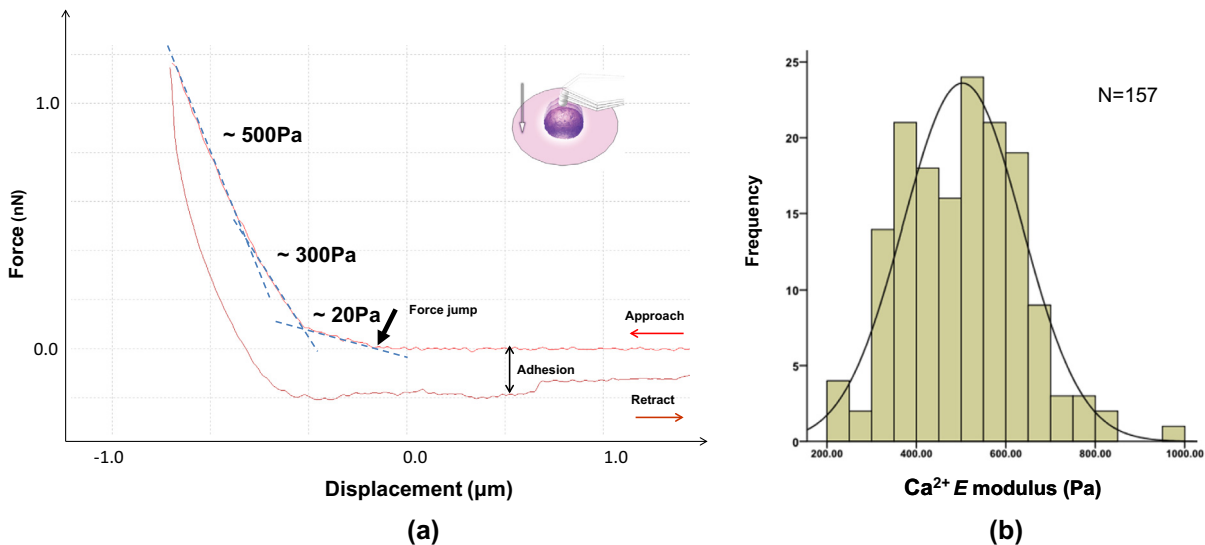 1.0
0.0
Force (nN)
~ 500Pa
~ 300Pa
~ 20Pa
Force jump
Approach
Adhesion
Retract
-1.0
0.0
1.0
Displacement (µm)
(a)
N=157
25
20
15
10
5
0
Frequency
200.00
400.00
600.00
800.00
1000.00
Ca²⁺ E modulus (Pa)
(b)